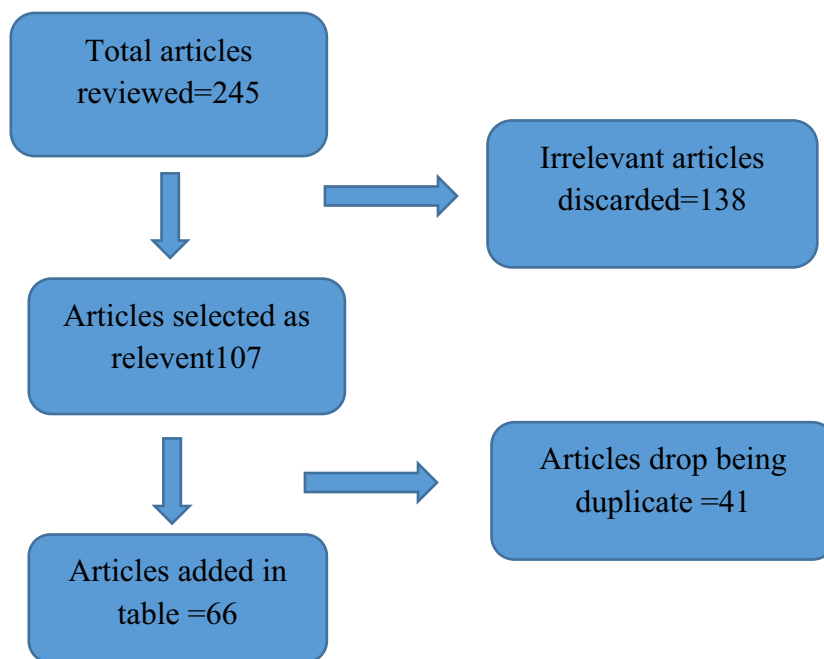 Total articles
reviewed=245
Irrelevant articles
discarded=138
Articles selected as
relevent107
Articles drop being
duplicate =41
Articles added in
table =66